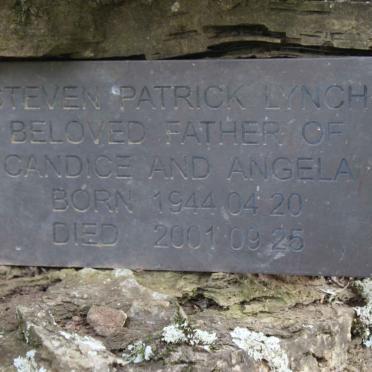 STEVEN PATRICK LYNCH
BELOVED FATHER OF
CANDICE AND ANGELA
BORN 1944 04 20
DIED 2001 09 25